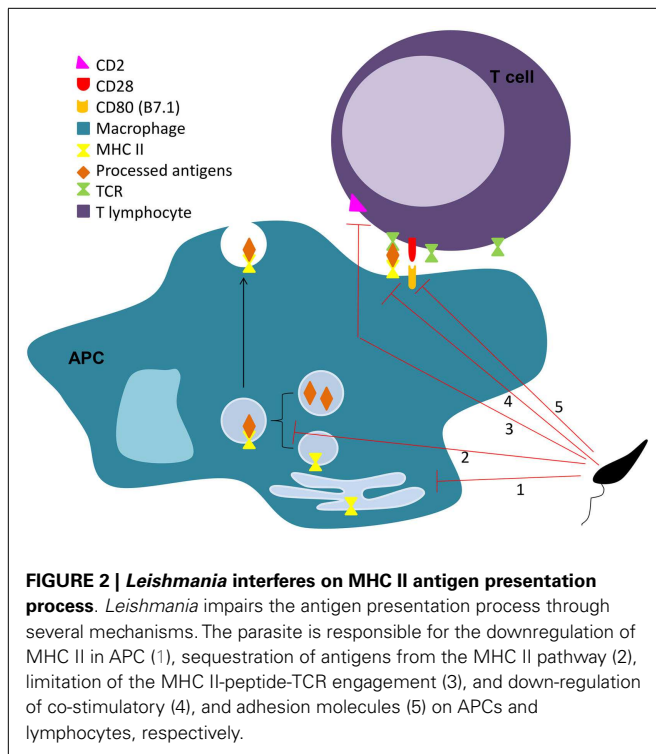 CD2
CD28
CD80 (B7.1)
Macrophage
MHC II
Processed antigens
TCR
T lymphocyte
T cell
APC
4
5
3
2
1
FIGURE 2 | Leishmania interferes on MHC II antigen presentation
process. Leishmania impairs the antigen presentation process through
several mechanisms. The parasite is responsible for the downregulation of
MHC II in APC (1), sequestration of antigens from the MHC II pathway (2),
limitation of the MHC II-peptide-TCR engagement (3), and down-regulation
of co-stimulatory (4), and adhesion molecules (5) on APCs and
lymphocytes, respectively.